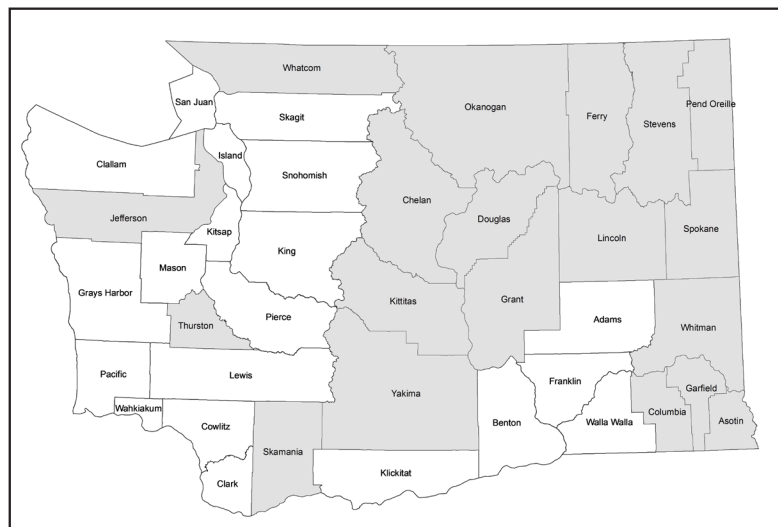 Whatcom
San Juan
Skagit
Okanogan
Ferry
Stevens
Pend Oreille
Clallam
Island
Snohomish
Chelan
Jefferson
Douglas
Kitsap
Lincoln
Spokane
King
Mason
Grays Harbor
Kittitas
Grant
Pierce
Adams
Thurston
Whitman
Pacific
Lewis
Yakima
Franklin
Garfield
Wahkiakum
Columbia
Asotin
Cowlitz
Benton
Walla Walla
Skamania
Klickitat
Clark